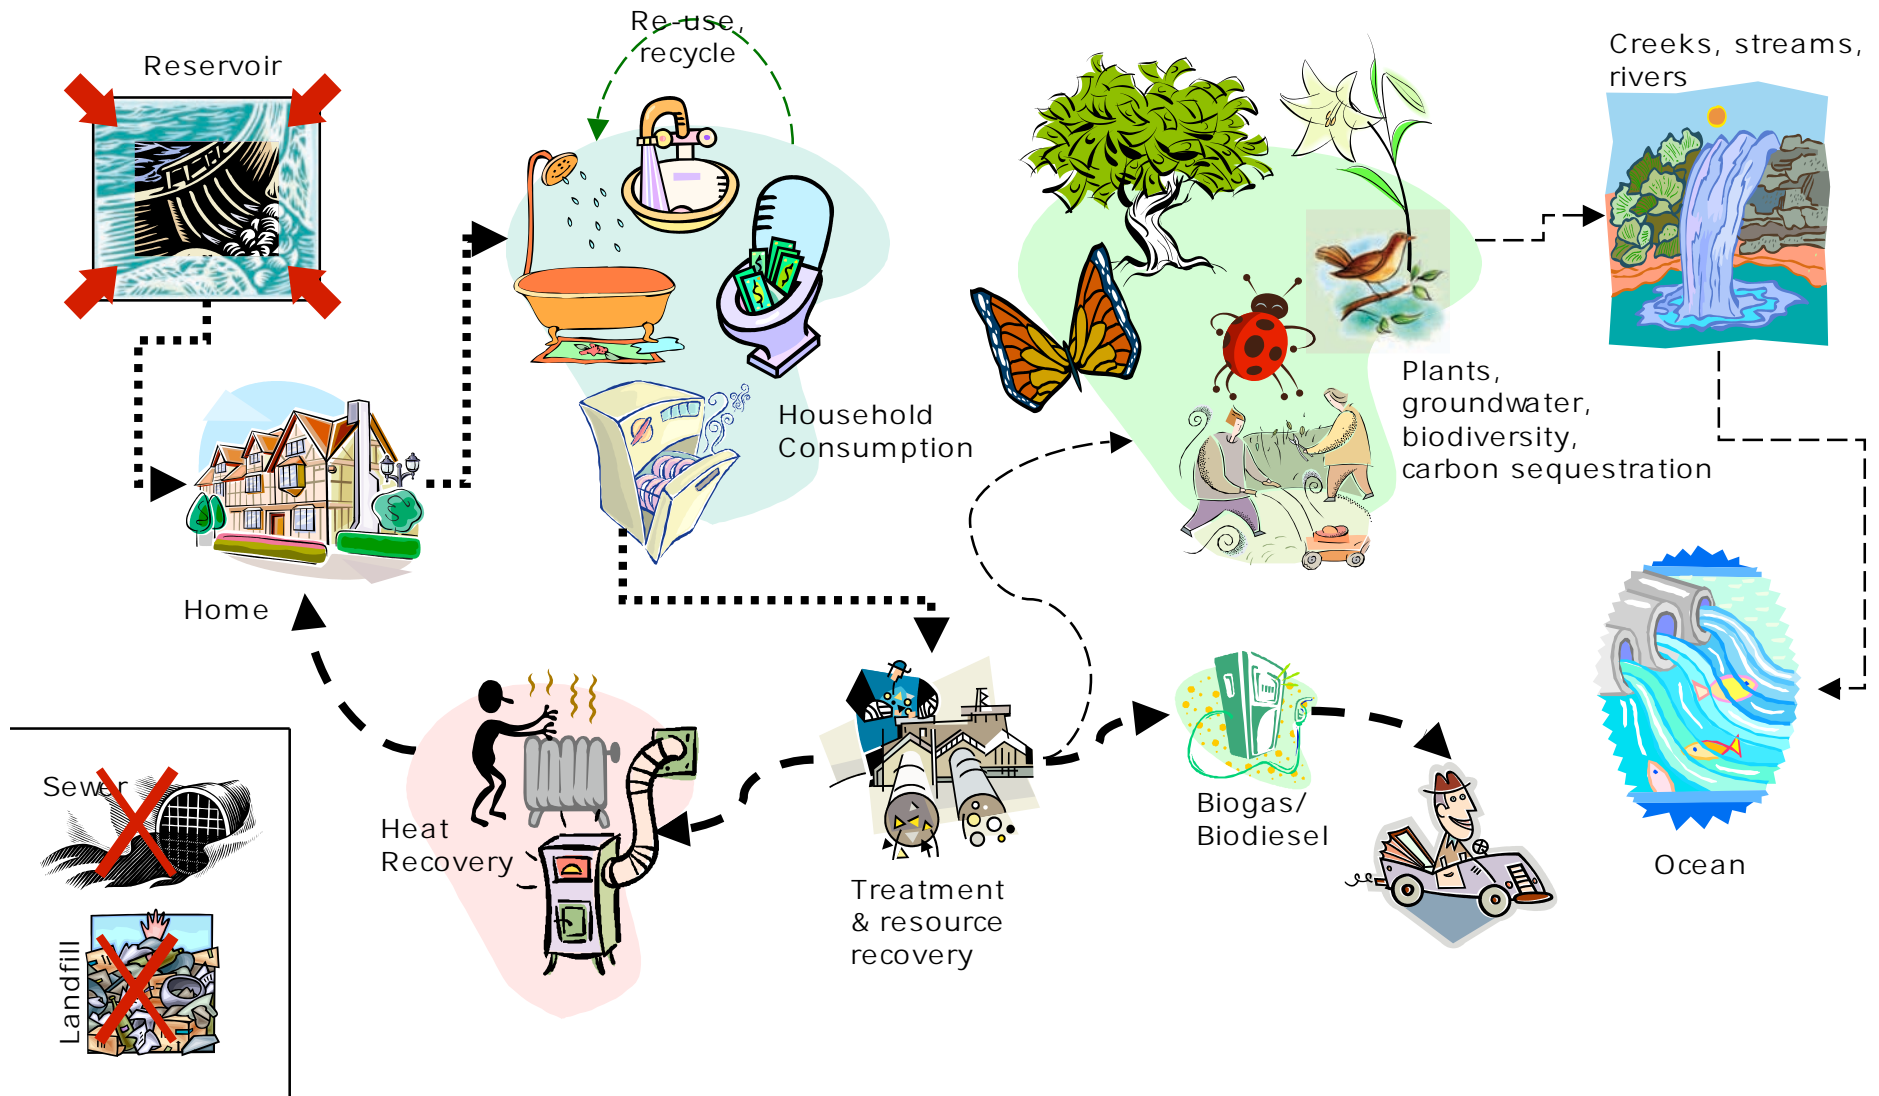 Re-use,
recycle
Reservoir
Creeks, streams,
rivers
Household
Consumption
Plants,
groundwater,
biodiversity,
carbon sequestration
Home
Sewer
Landfill
Heat
Recovery
Treatment
& resource
recovery
Biogas/
Biodiesel
Ocean